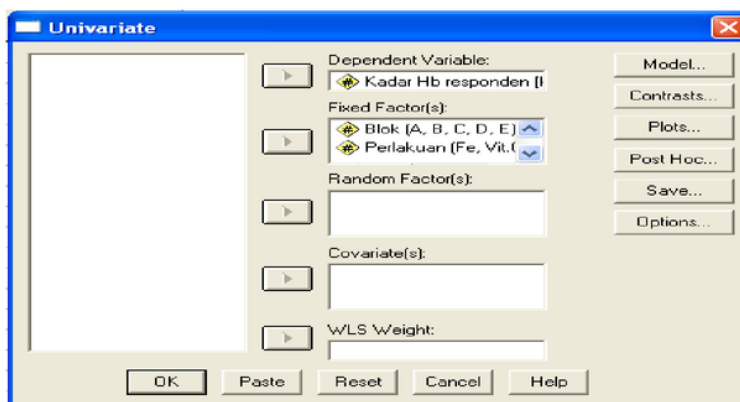 Univariate
Dependent Variable:
Kadar Hb responden [
Fixed Factor(s):
Blok (A, B, C, D, E)
Perlakuan (Fe, Vit.
Random Factor(s):
Covariate(s):
WLS Weight:
Model...
Contrasts...
Plots...
Post Hoc...
Save...
Options...
OK
Paste
Reset
Cancel
Help